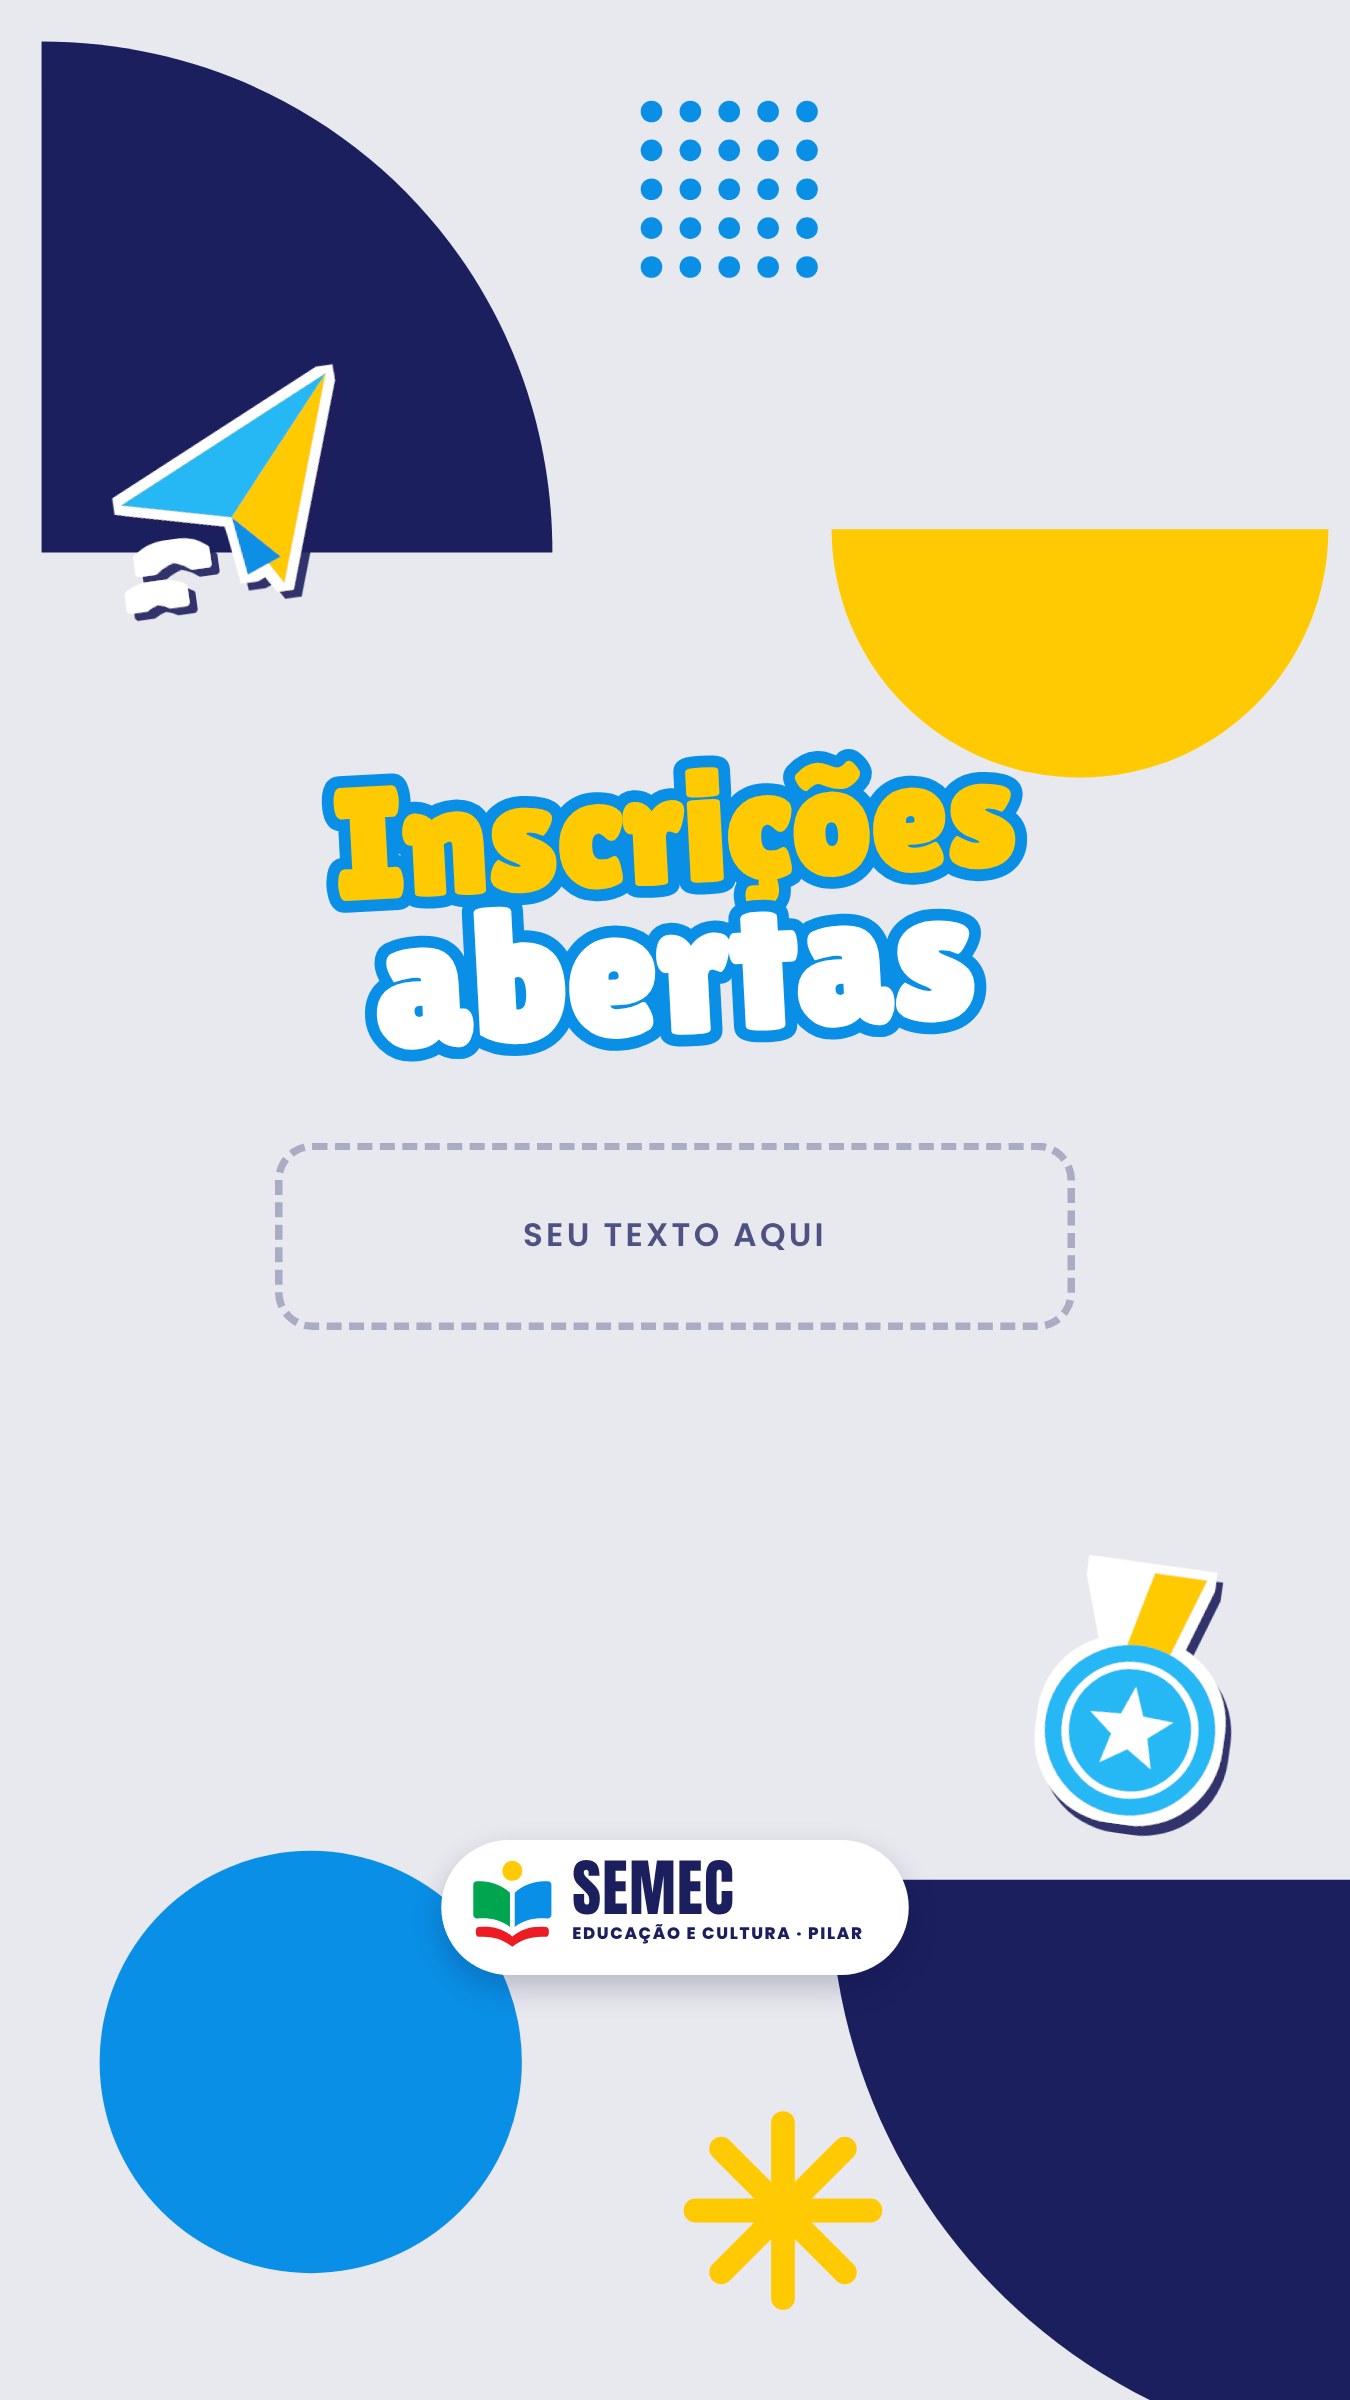 Inscrições
abertas
SEU TEXTO AQUI
SEMEC
EDUCAÇÃO E CULTURA · PILAR